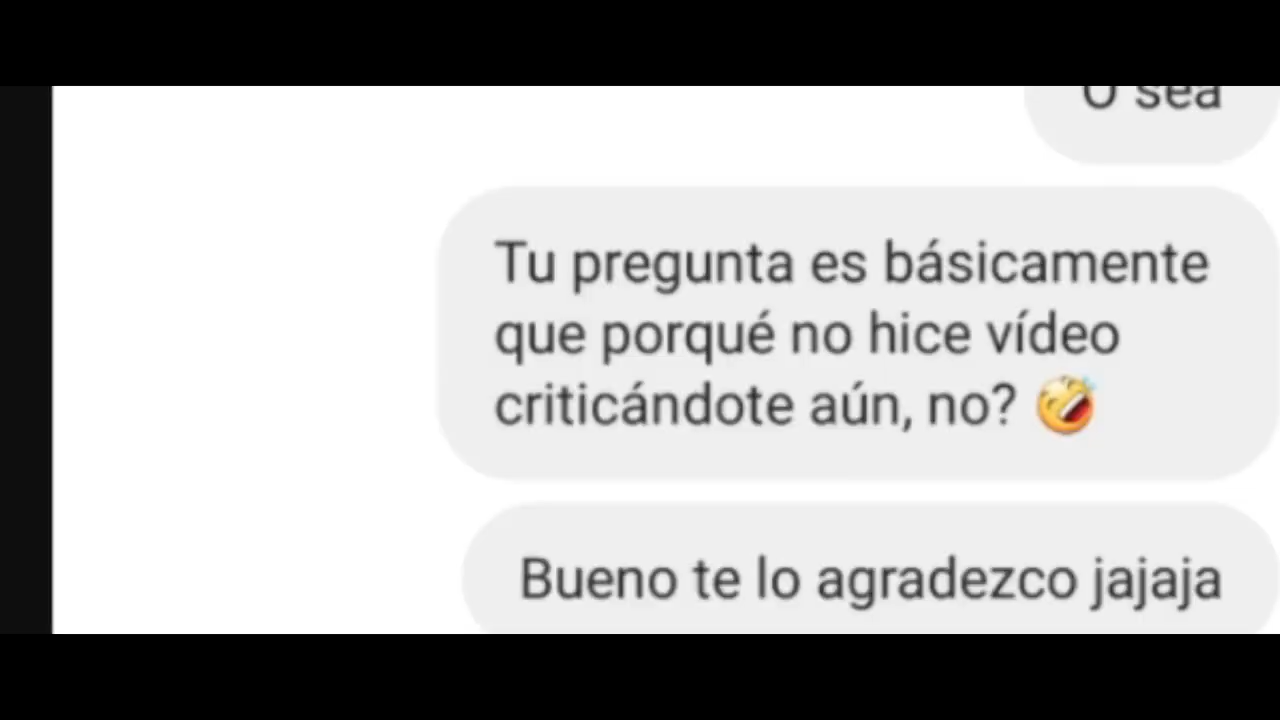 O sea
Tu pregunta es básicamente
que porqué no hice vídeo
criticándote aún, no? 🤣
Bueno te lo agradezco jajaja